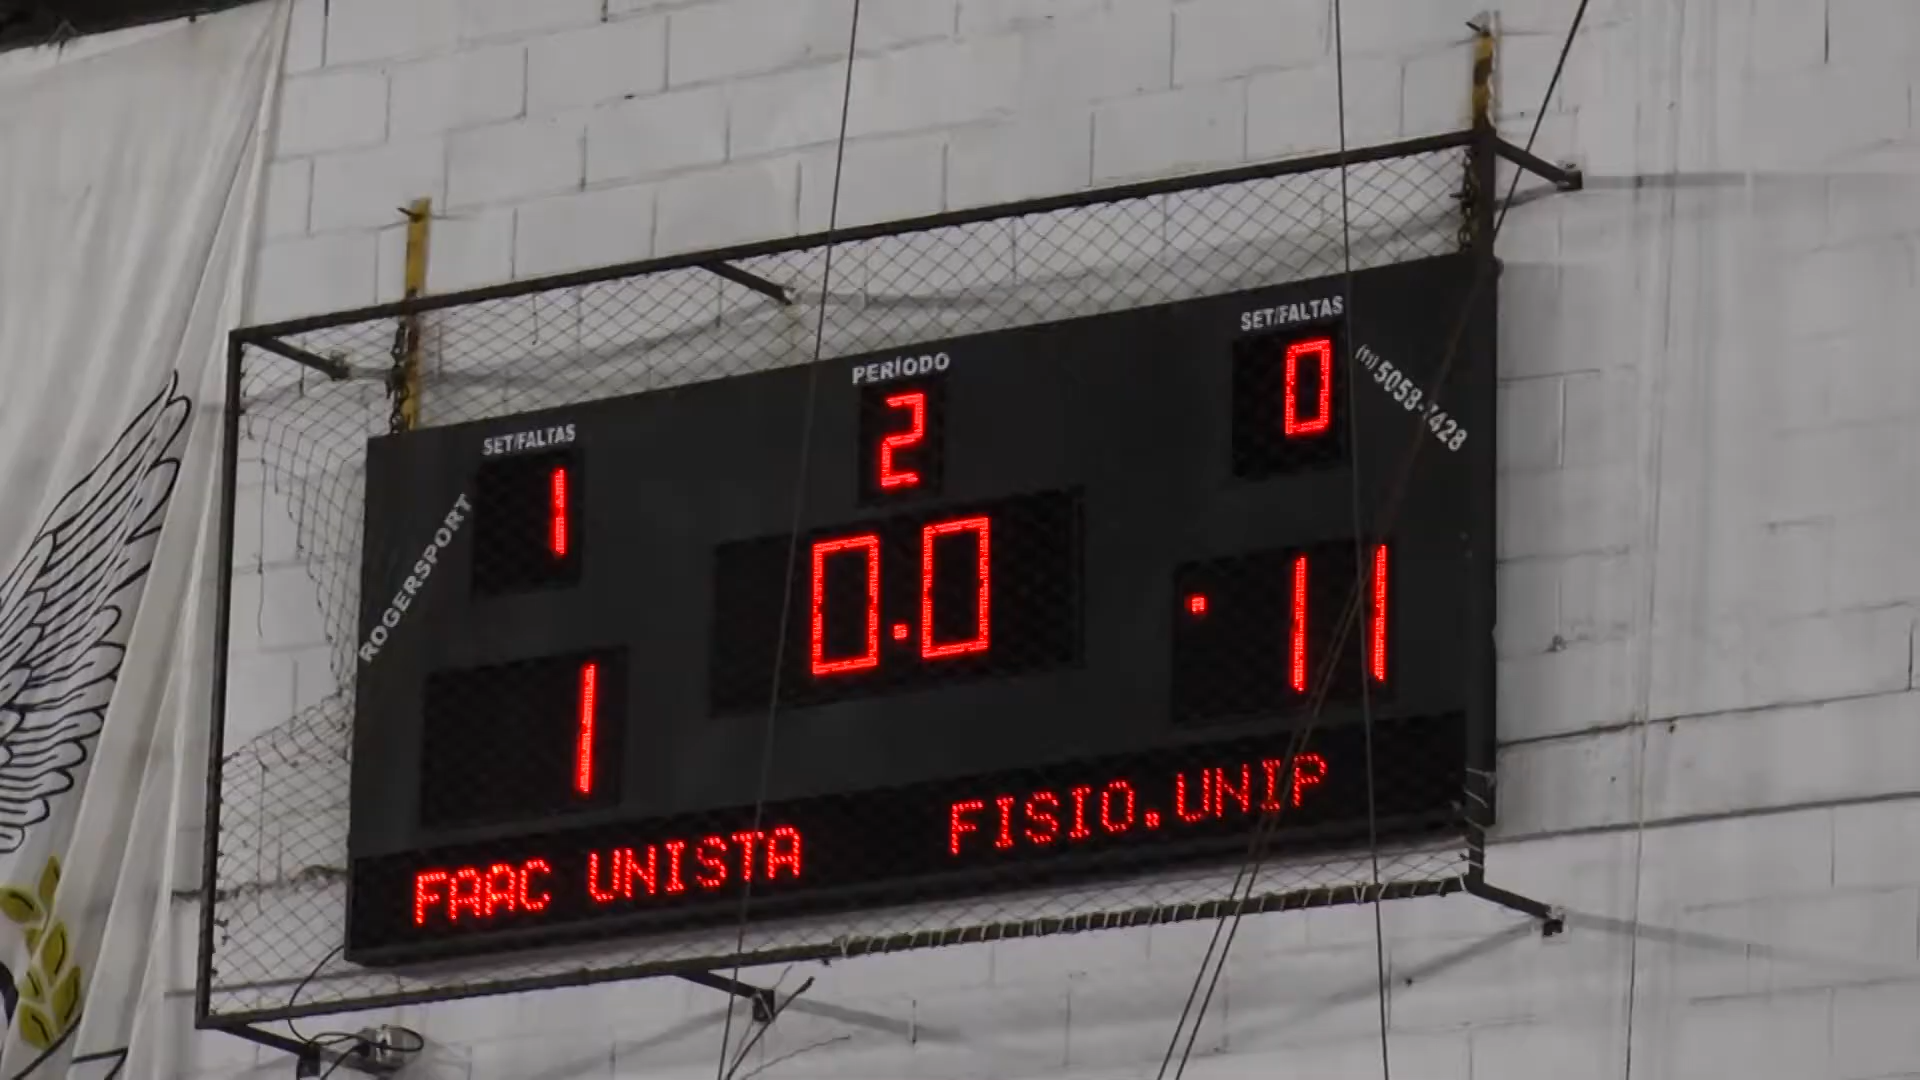 SET/FALTAS
PERÍODO
SET/FALTAS
1
2
0
ROGERSPORT
(11) 5058-7428
0.0
1
11
FAAC UNISTA
FISIO.UNIP